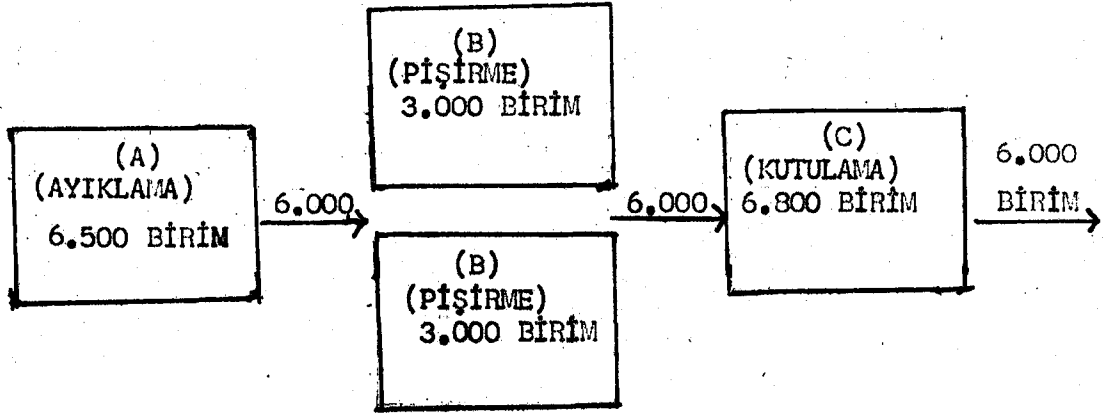 (A)
(AYIKLAMA)
6.500 BİRİM
6.000
(B)
(PİŞİRME)
3.000 BİRİM
(B)
(PİŞİRME)
3.000 BİRİM
6.000
(C)
(KUTULAMA)
6.800 BİRİM
6.000
BİRİM